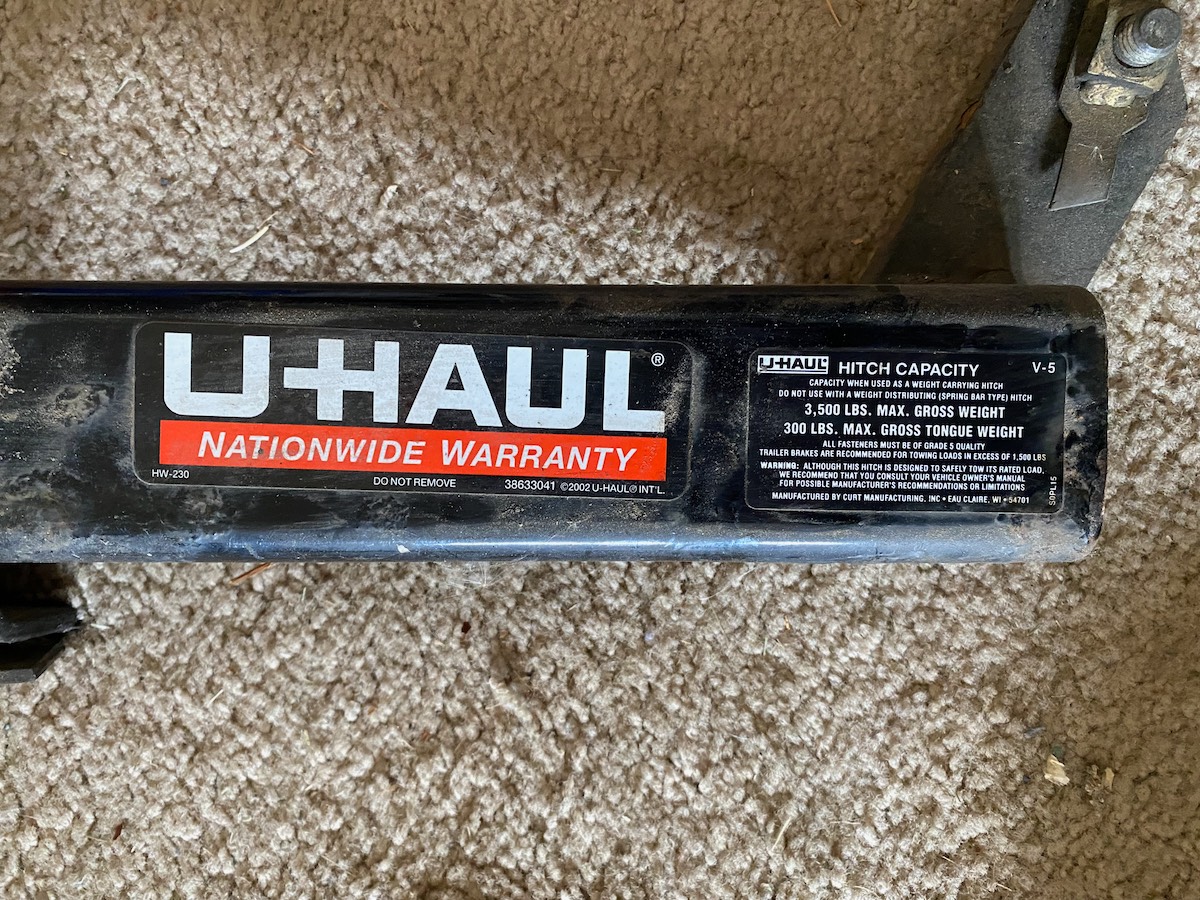 U-HAUL®
NATIONWIDE WARRANTY
HW-230
DO NOT REMOVE
38633041 ©2002 U-HAUL® INT'L.
U-HAUL® HITCH CAPACITY V-5
CAPACITY WHEN USED AS A WEIGHT CARRYING HITCH
DO NOT USE WITH A WEIGHT DISTRIBUTING (SPRING BAR TYPE) HITCH
3,500 LBS. MAX. GROSS WEIGHT
300 LBS. MAX. GROSS TONGUE WEIGHT
ALL FASTENERS MUST BE OF GRADE 5 QUALITY
TRAILER BRAKES ARE RECOMMENDED FOR TOWING LOADS IN EXCESS OF 1,500 LBS
WARNING: ALTHOUGH THIS HITCH IS DESIGNED TO SAFELY TOW ITS RATED LOAD,
WE RECOMMEND THAT YOU CONSULT YOUR VEHICLE OWNER'S MANUAL
FOR POSSIBLE MANUFACTURER'S RECOMMENDATIONS OR LIMITATIONS
MANUFACTURED BY CURT MANUFACTURING, INC • EAU CLAIRE, WI • 54701
S0PL15